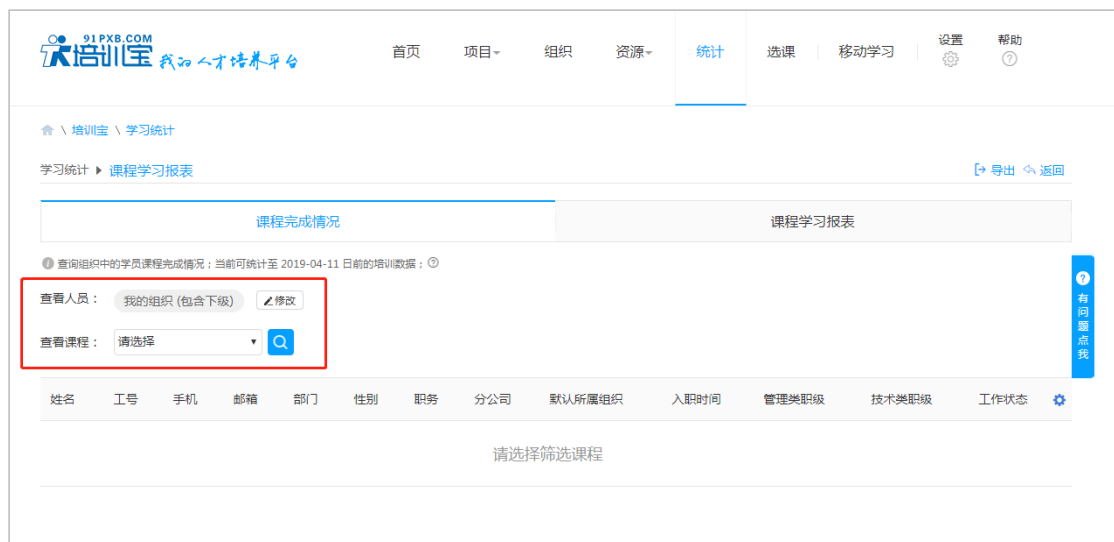 91PXB.COM
培训宝 我的人才培养平台
首页 项目 组织 资源 统计 选课 移动学习 设置 帮助
\ 培训宝 \ 学习统计
学习统计 ▶ 课程学习报表 导出 返回
课程完成情况 课程学习报表
查询组织中的学员课程完成情况；当前可统计至 2019-04-11 日前的培训数据；
查看人员： 我的组织 (包含下级) 修改
查看课程： 请选择
有问题点我
姓名 工号 手机 邮箱 部门 性别 职务 分公司 默认所属组织 入职时间 管理类职级 技术类职级 工作状态
请选择筛选课程